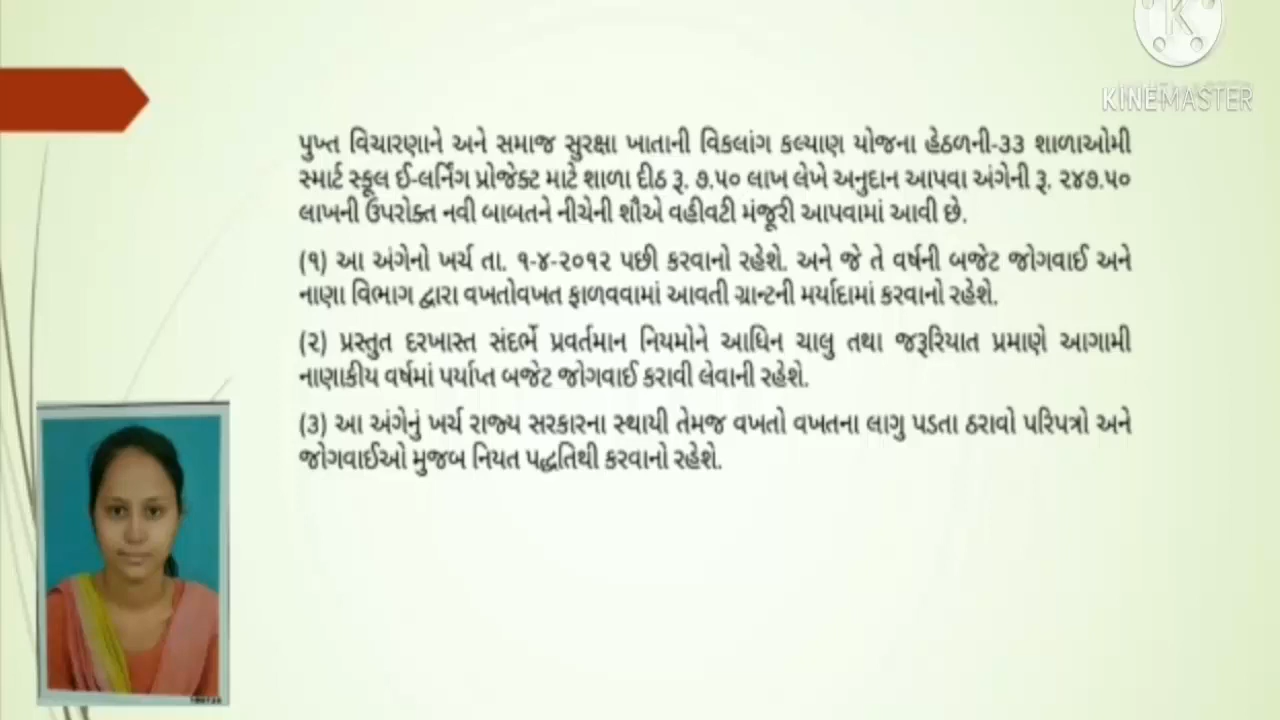 KINEMASTER
પુખ્ત વિચારણાને અને સમાજ સુરક્ષા ખાતાની વિકલાંગ કલ્યાણ યોજના હેઠળની-૩૩ શાળાઓમી
સ્માર્ટ સ્કૂલ ઈ-લર્નિંગ પ્રોજેક્ટ માટે શાળા દીઠ રૂ. ૭.૫૦ લાખ લેખે અનુદાન આપવા અંગેની રૂ. ૨૪૭.૫૦
લાખની ઉપરોક્ત નવી બાબતને નીચેની શૌએ વહીવટી મંજૂરી આપવામાં આવી છે.
(૧) આ અંગેનો ખર્ચ તા. ૧-૪-૨૦૧૨ પછી કરવાનો રહેશે. અને જે તે વર્ષની બજેટ જોગવાઈ અને
નાણા વિભાગ દ્વારા વખતોવખત ફાળવવામાં આવતી ગ્રાન્ટની મર્યાદામાં કરવાનો રહેશે.
(૨) પ્રસ્તુત દરખાસ્ત સંદર્ભે પ્રવર્તમાન નિયમોને આધિન ચાલુ તથા જરૂરિયાત પ્રમાણે આગામી
નાણાકીય વર્ષમાં પર્યાપ્ત બજેટ જોગવાઈ કરાવી લેવાની રહેશે.
(૩) આ અંગેનું ખર્ચ રાજ્ય સરકારના સ્થાયી તેમજ વખતો વખતના લાગુ પડતા ઠરાવો પરિપત્રો અને
જોગવાઈઓ મુજબ નિયત પદ્ધતિથી કરવાનો રહેશે.